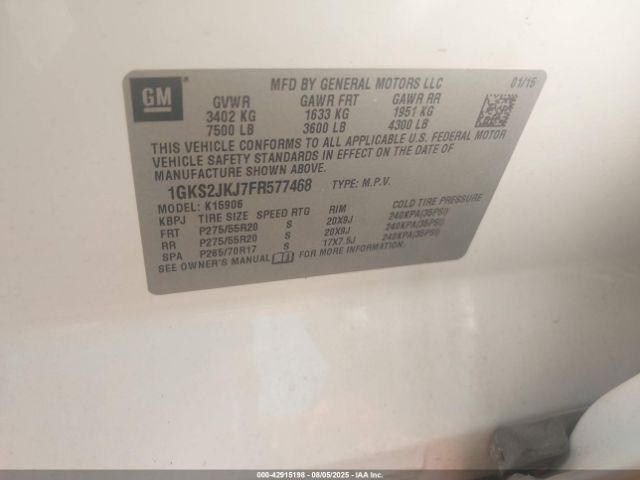 GM
MFD BY GENERAL MOTORS LLC 01/15
GVWR GAWR FRT GAWR RR
3402 KG 1633 KG 1951 KG
7500 LB 3600 LB 4300 LB
THIS VEHICLE CONFORMS TO ALL APPLICABLE U.S. FEDERAL MOTOR
VEHICLE SAFETY STANDARDS IN EFFECT ON THE DATE OF
MANUFACTURE SHOWN ABOVE.
1GKS2JKJ7FR577468 TYPE: M.P.V.
MODEL: K15906
KBPJ TIRE SIZE SPEED RTG RIM COLD TIRE PRESSURE
FRT P275/55R20 S 20X9J 240KPA(35PSI)
RR P275/55R20 S 20X9J 240KPA(35PSI)
SPA P265/70R17 S 17X7.5J 240KPA(35PSI)
SEE OWNER'S MANUAL FOR MORE INFORMATION
000-42915198 - 08/05/2025 - IAA Inc.